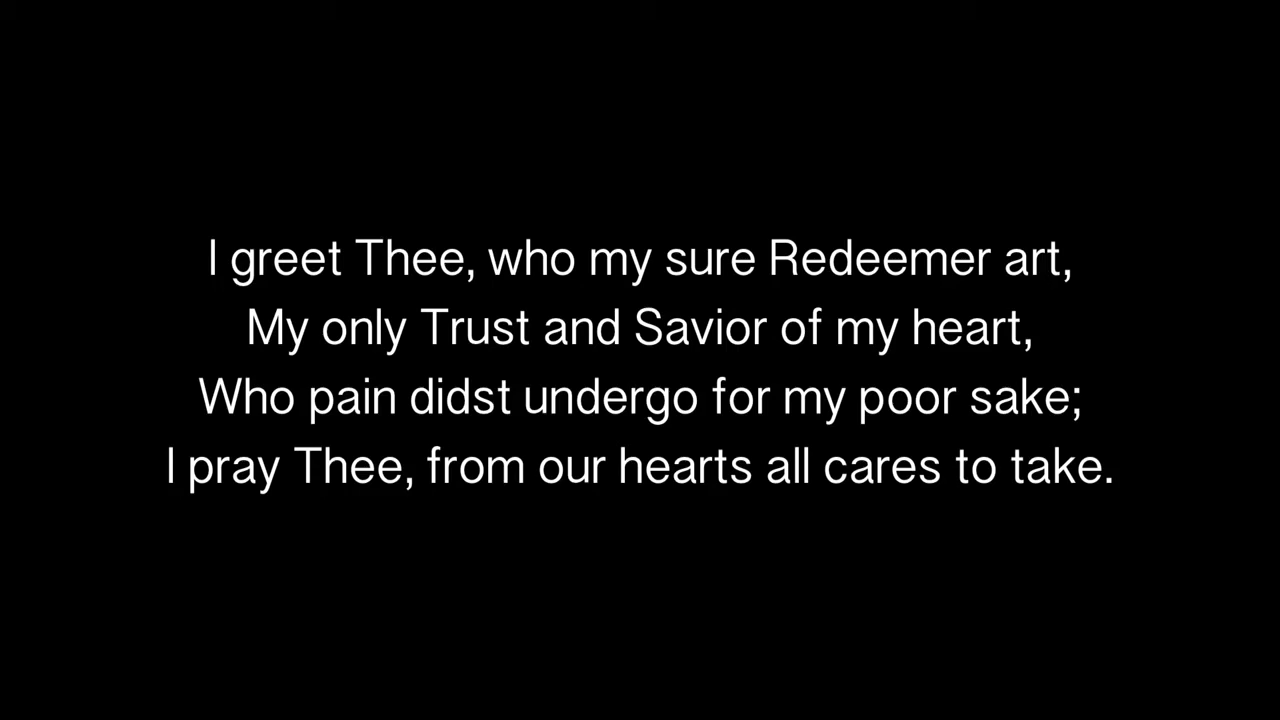 I greet Thee, who my sure Redeemer art,
My only Trust and Savior of my heart,
Who pain didst undergo for my poor sake;
I pray Thee, from our hearts all cares to take.